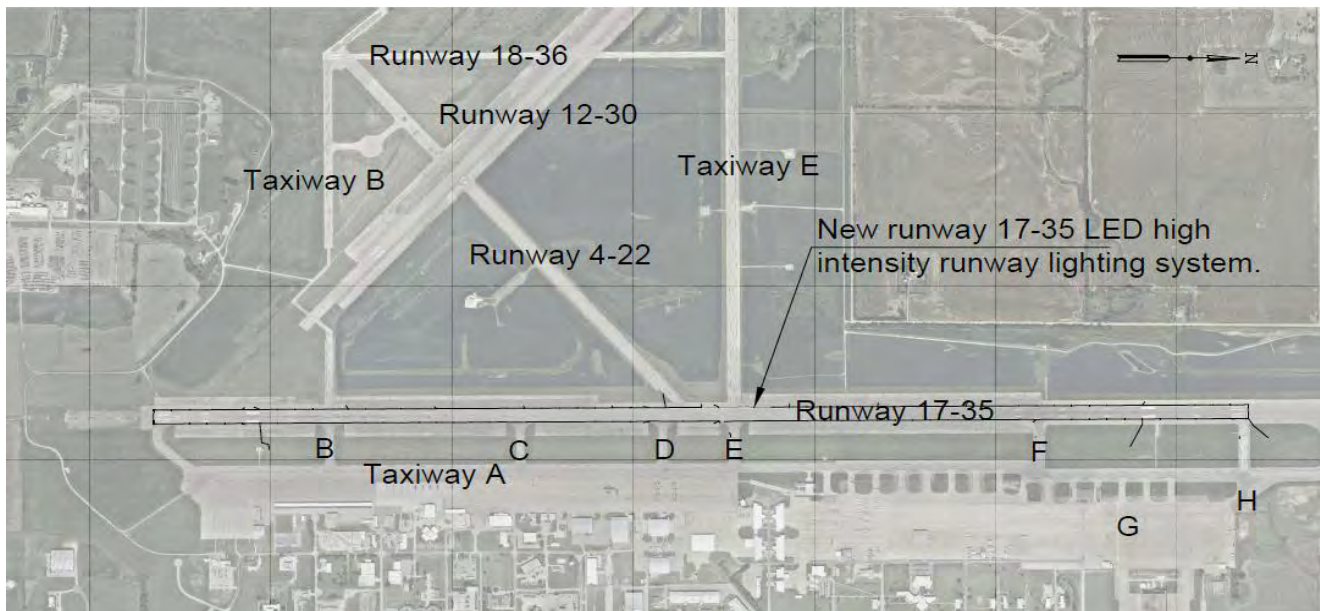 Runway 18-36
N
Runway 12-30
Taxiway B
Taxiway E
New runway 17-35 LED high
intensity runway lighting system.
Runway 4-22
Runway 17-35
B
C
D
E
F
Taxiway A
G
H